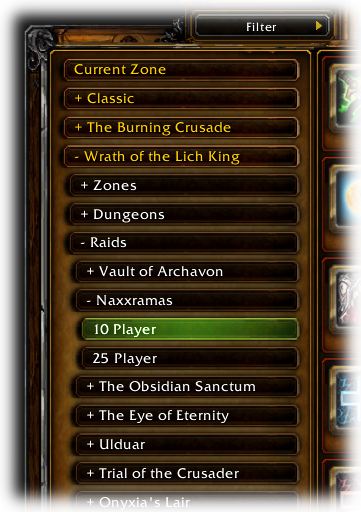 Filter
Current Zone
+ Classic
+ The Burning Crusade
- Wrath of the Lich King
+ Zones
+ Dungeons
- Raids
+ Vault of Archavon
- Naxxramas
10 Player
25 Player
+ The Obsidian Sanctum
+ The Eye of Eternity
+ Ulduar
+ Trial of the Crusader
+ Onyxia's Lair